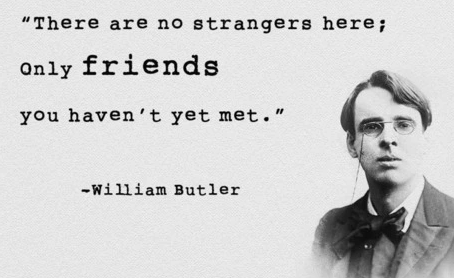 “There are no strangers here;
Only friends
you haven't yet met.”
~William Butler